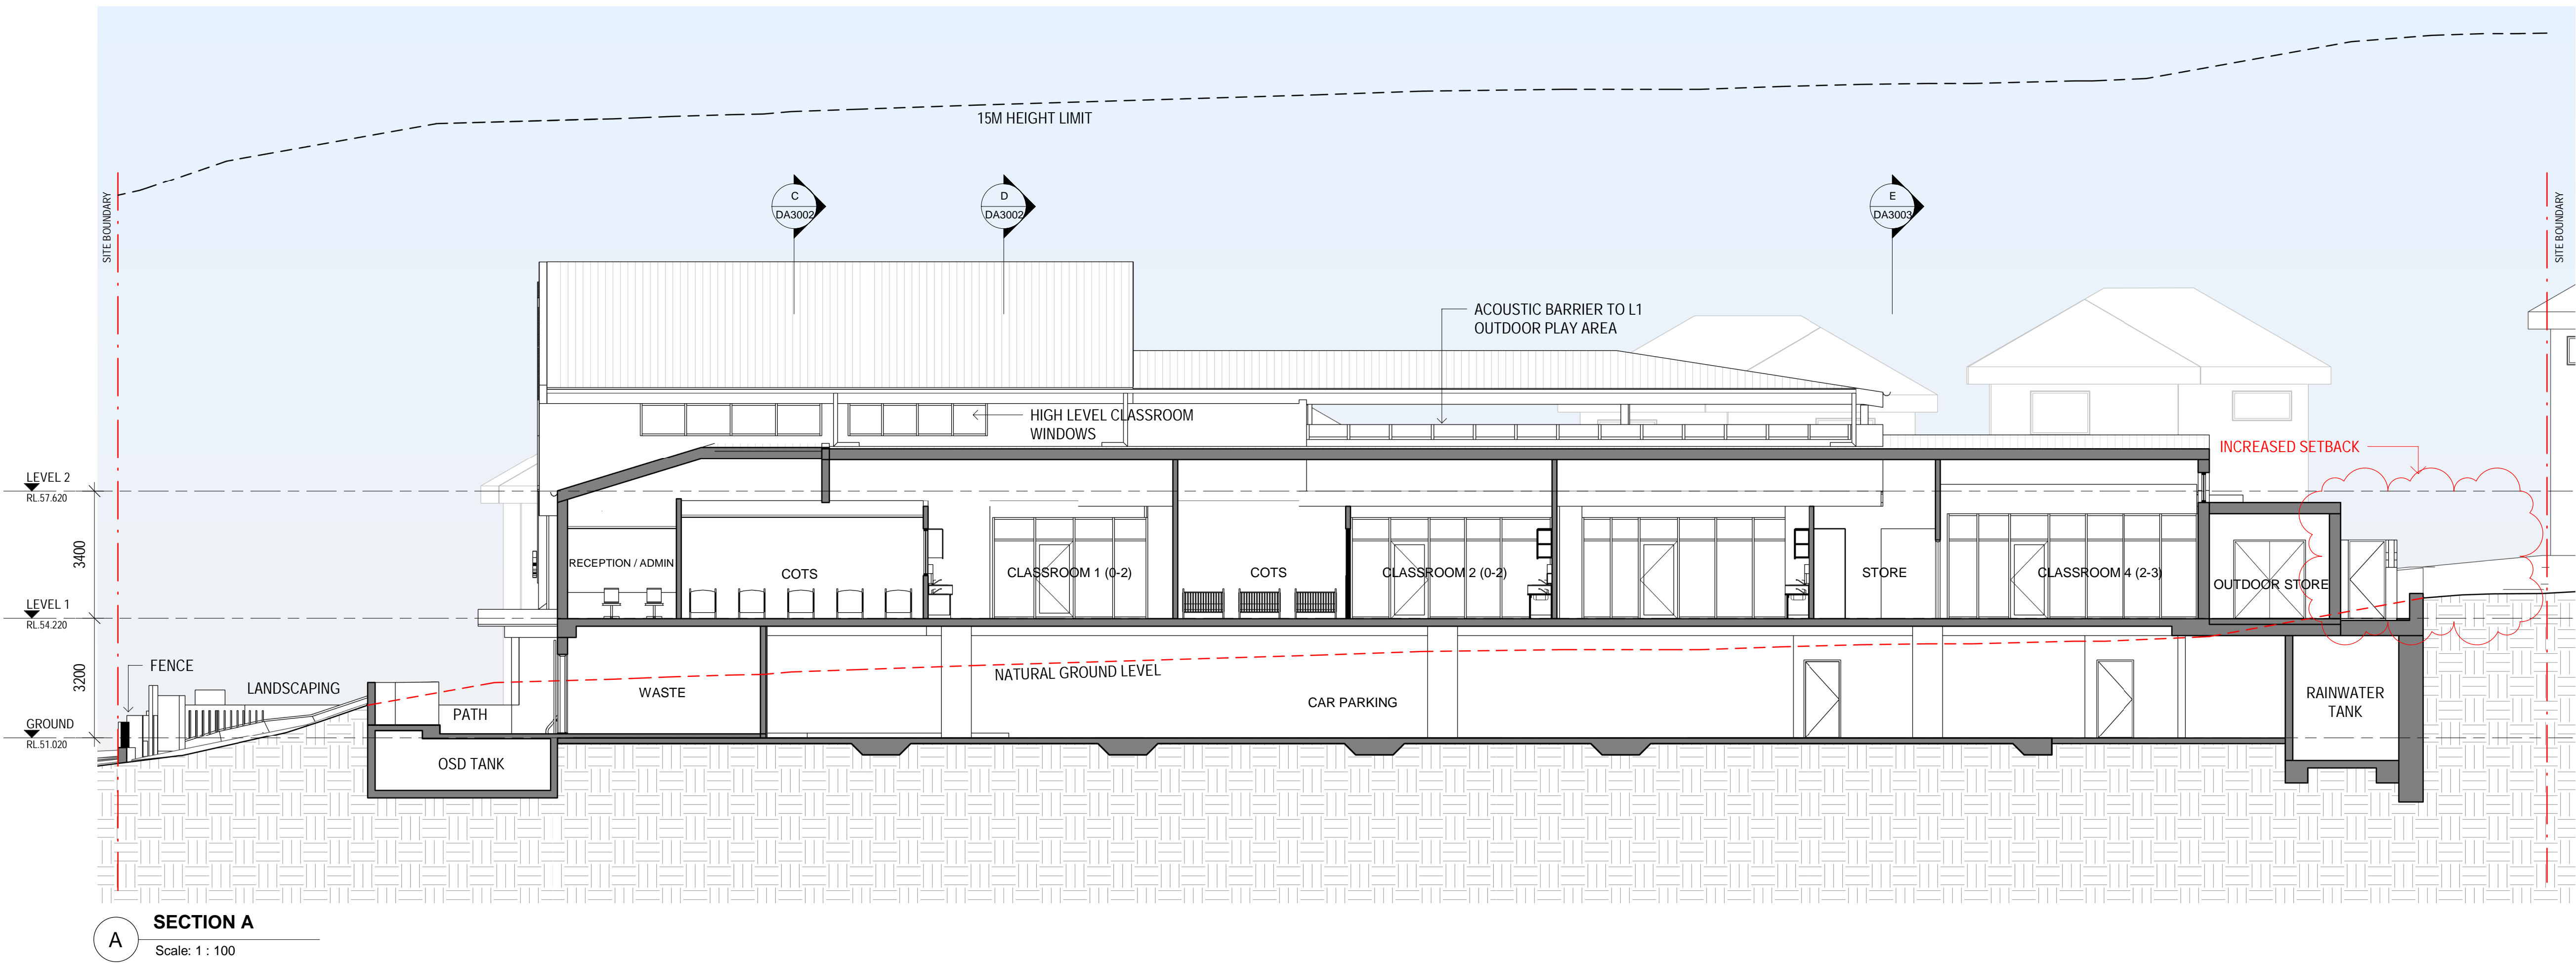 15M HEIGHT LIMIT
SITE BOUNDARY
SITE BOUNDARY
C
DA3002
D
DA3002
E
DA3003
ACOUSTIC BARRIER TO L1
OUTDOOR PLAY AREA
HIGH LEVEL CLASSROOM
WINDOWS
INCREASED SETBACK
LEVEL 2
RL.57.620
3400
RECEPTION / ADMIN
COTS
CLASSROOM 1 (0-2)
COTS
CLASSROOM 2 (0-2)
STORE
CLASSROOM 4 (2-3)
OUTDOOR STORE
LEVEL 1
RL.54.220
3200
FENCE
LANDSCAPING
PATH
WASTE
NATURAL GROUND LEVEL
CAR PARKING
RAINWATER
TANK
GROUND
RL.51.020
OSD TANK
A
SECTION A
Scale: 1 : 100